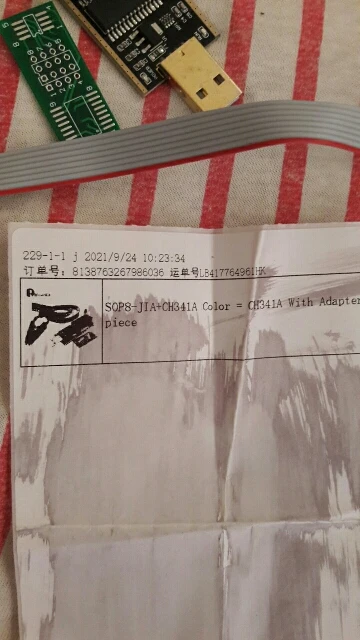 229-1-1 j 2021/9/24 10:23:34
订单号: 8138763267986036 运单号LB417764961HK
SOP8-JIA+CH341A Color = CH341A With Adapter
piece